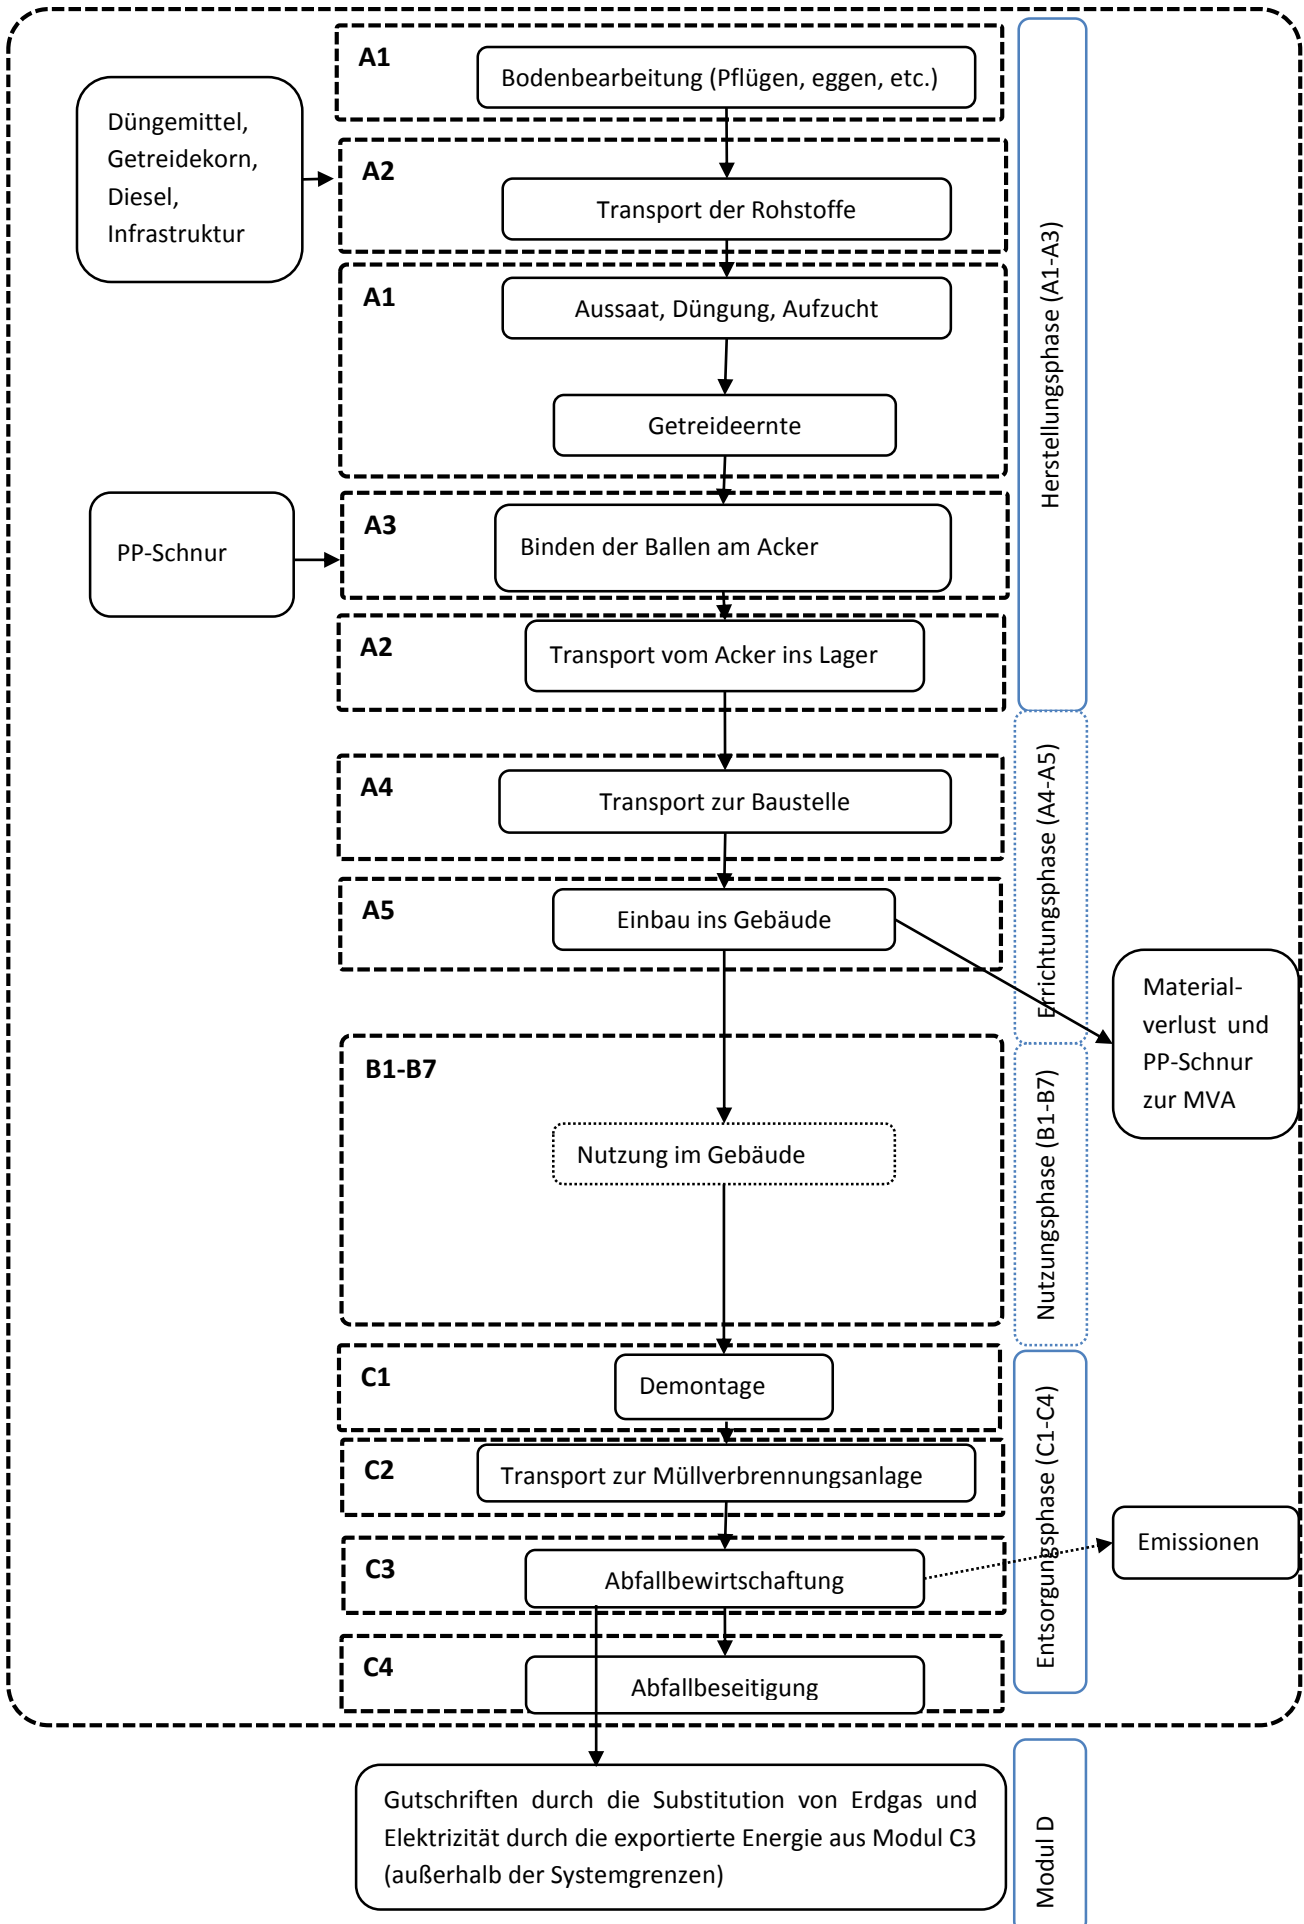 A1
Bodenbearbeitung (Pflügen, eggen, etc.)
Düngemittel,
Getreidekorn,
Diesel,
Infrastruktur
A2
Transport der Rohstoffe
A1
Aussaat, Düngung, Aufzucht
Getreideernte
Herstellungsphase (A1-A3)
PP-Schnur
A3
Binden der Ballen am Acker
A2
Transport vom Acker ins Lager
A4
Transport zur Baustelle
Errichtungsphase (A4-A5)
A5
Einbau ins Gebäude
Material-
verlust und
PP-Schnur
zur MVA
B1-B7
Nutzung im Gebäude
Nutzungsphase (B1-B7)
C1
Demontage
C2
Transport zur Müllverbrennungsanlage
Entsorgungsphase (C1-C4)
C3
Abfallbewirtschaftung
Emissionen
C4
Abfallbeseitigung
Gutschriften durch die Substitution von Erdgas und
Elektrizität durch die exportierte Energie aus Modul C3
(außerhalb der Systemgrenzen)
Modul D